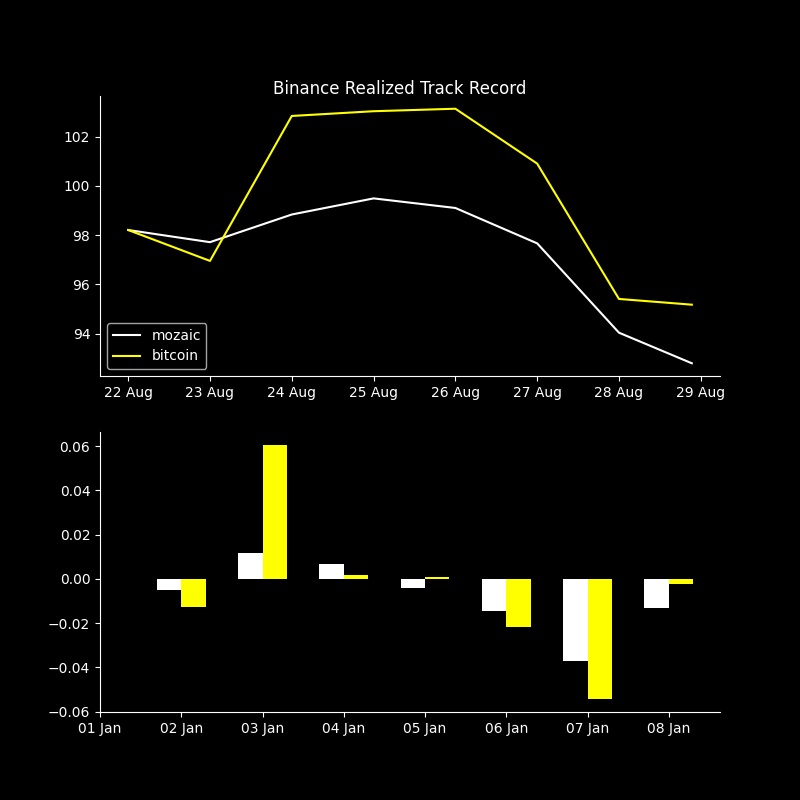 Binance Realized Track Record
102
100
98
96
94
mozaic
bitcoin
22 Aug 23 Aug 24 Aug 25 Aug 26 Aug 27 Aug 28 Aug 29 Aug
0.06
0.04
0.02
0.00
−0.02
−0.04
−0.06
01 Jan 02 Jan 03 Jan 04 Jan 05 Jan 06 Jan 07 Jan 08 Jan